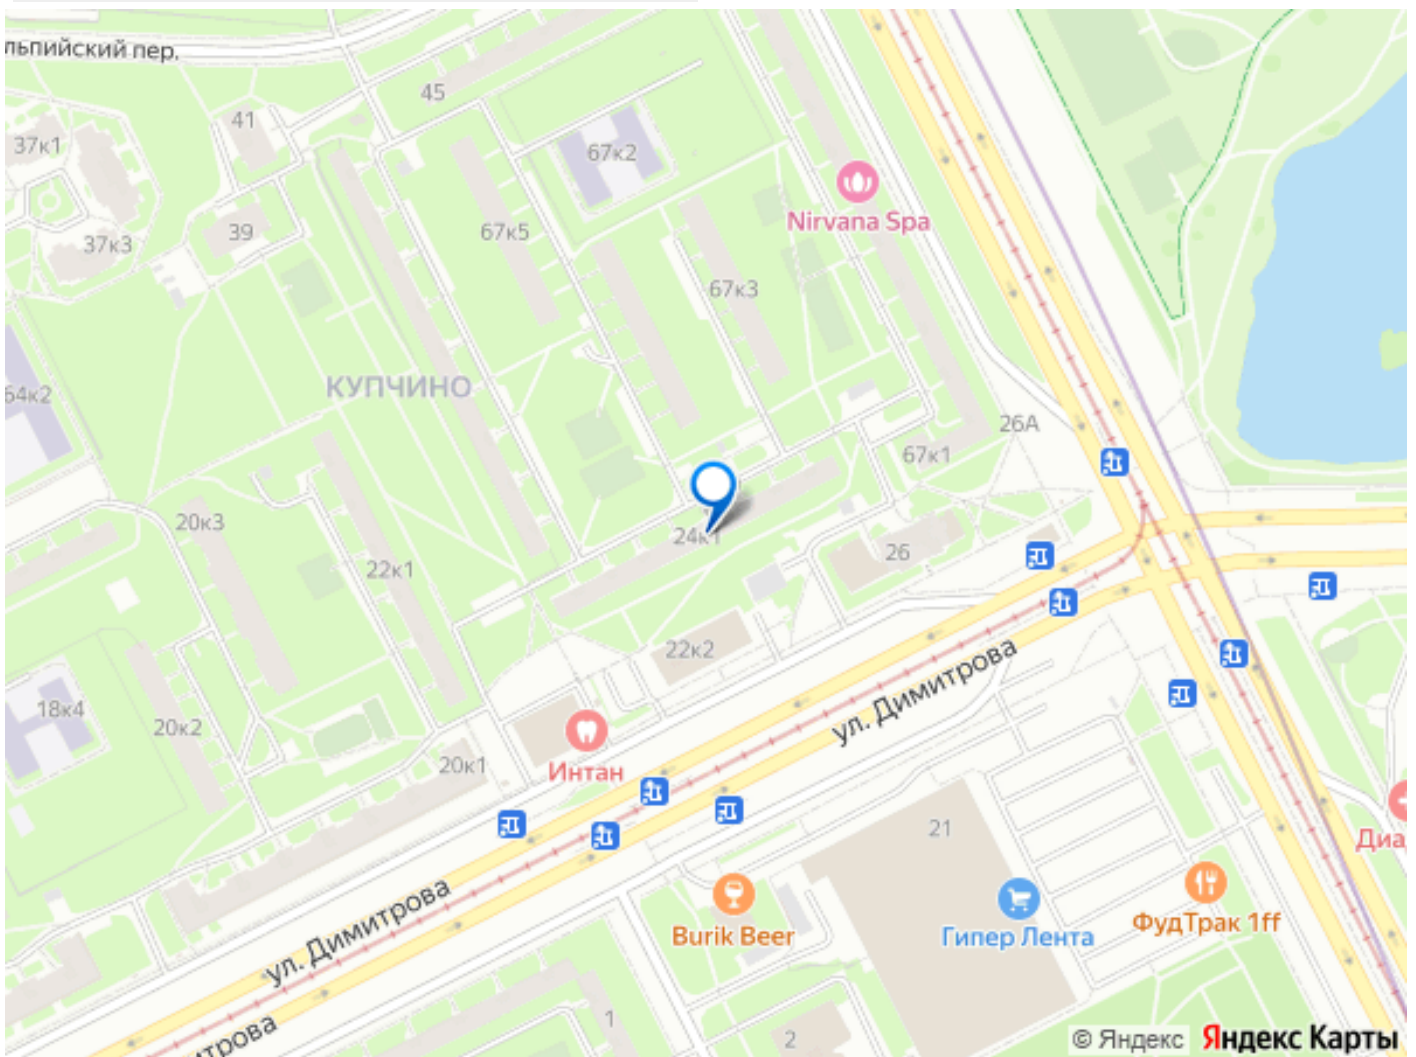 льпийский пер.
45
41
37к1
67к2
Nirvana Spa
39
67к5
37к3
67к3
КУПЧИНО
64к2
26А
67к1
20к3
24к1
26
22к1
22к2
ул. Димитрова
18к4
20к2
Интан
20к1
21
Диа
Burik Beer
Гипер Лента
ФудТрак 1ff
ул. Димитрова
1
2
трова
© Яндекс Яндекс Карты